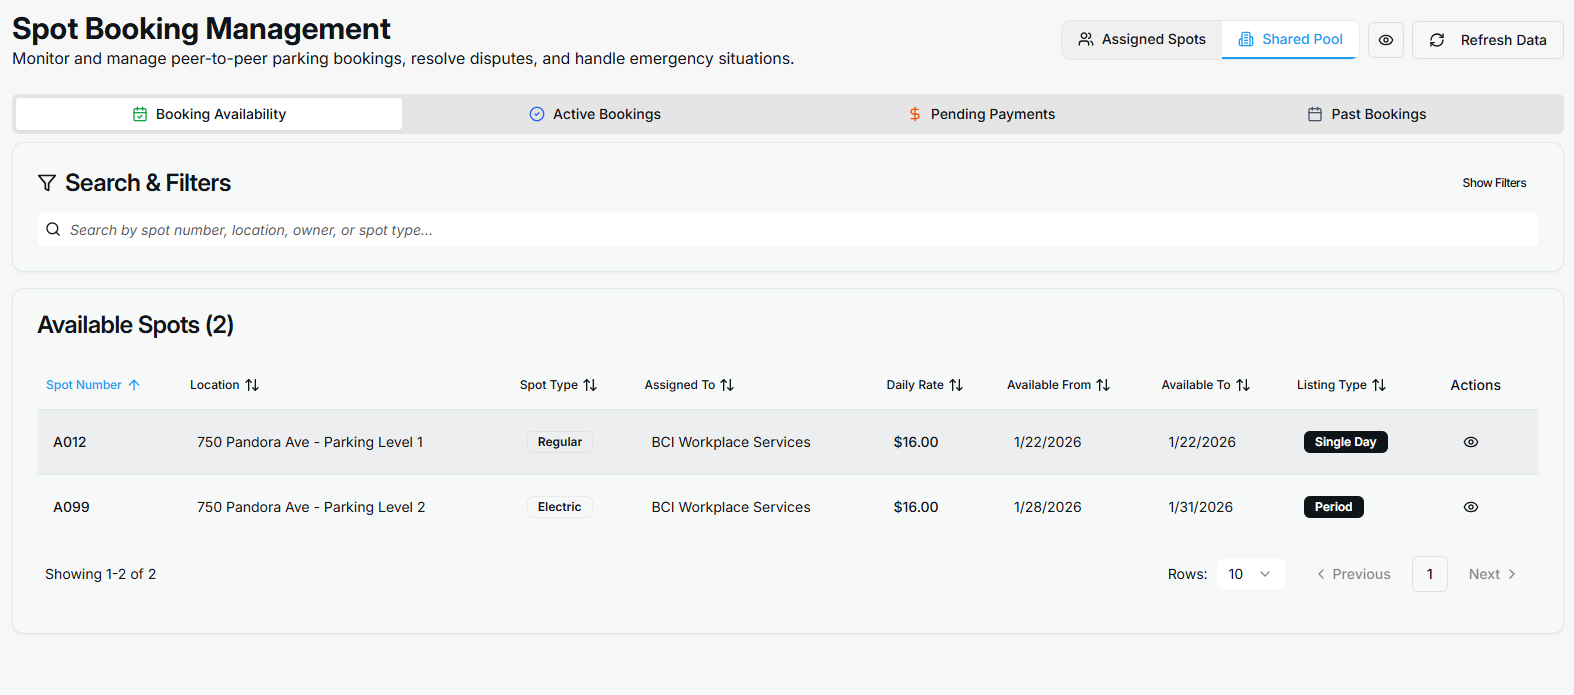 Spot Booking Management
Monitor and manage peer-to-peer parking bookings, resolve disputes, and handle emergency situations.
Assigned Spots Shared Pool Refresh Data
Booking Availability Active Bookings Pending Payments Past Bookings
Search & Filters Show Filters
Search by spot number, location, owner, or spot type...
Available Spots (2)
Spot Number Location Spot Type Assigned To Daily Rate Available From Available To Listing Type Actions
A012 750 Pandora Ave - Parking Level 1 Regular BCI Workplace Services $16.00 1/22/2026 1/22/2026 Single Day
A099 750 Pandora Ave - Parking Level 2 Electric BCI Workplace Services $16.00 1/28/2026 1/31/2026 Period
Showing 1-2 of 2 Rows: 10 Previous 1 Next